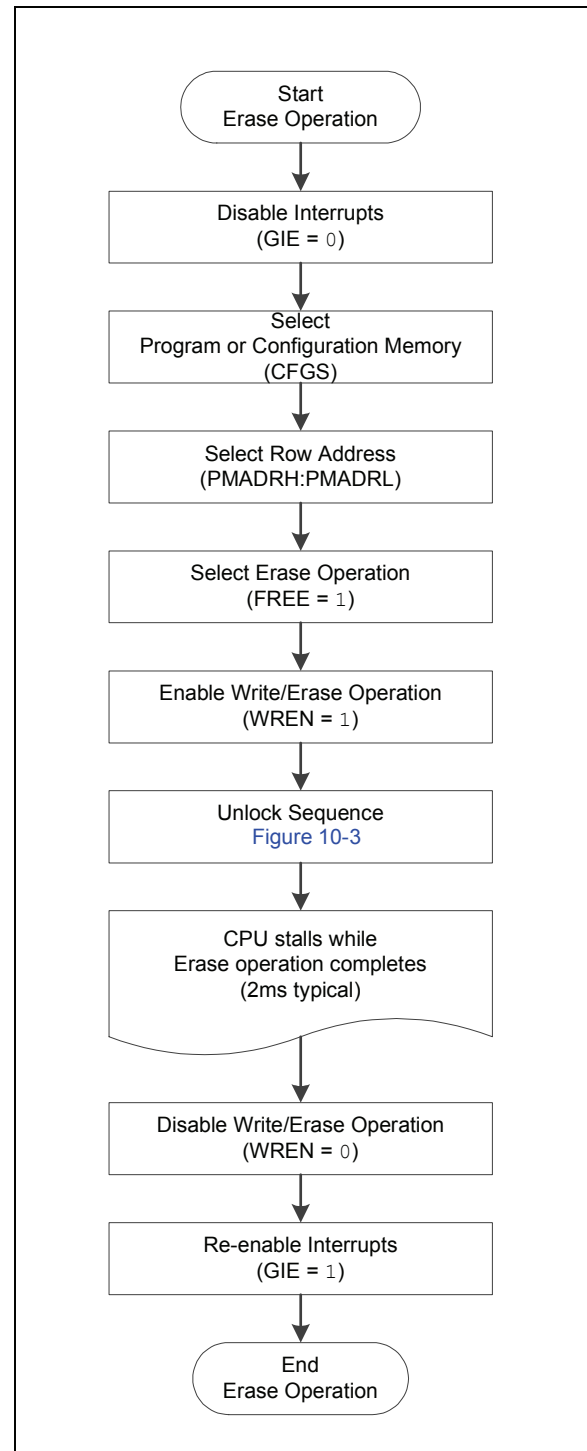 Start
Erase Operation
Disable Interrupts
(GIE = 0)
Select
Program or Configuration Memory
(CFGS)
Select Row Address
(PMADRH:PMADRL)
Select Erase Operation
(FREE = 1)
Enable Write/Erase Operation
(WREN = 1)
Unlock Sequence
Figure 10-3
CPU stalls while
Erase operation completes
(2ms typical)
Disable Write/Erase Operation
(WREN = 0)
Re-enable Interrupts
(GIE = 1)
End
Erase Operation